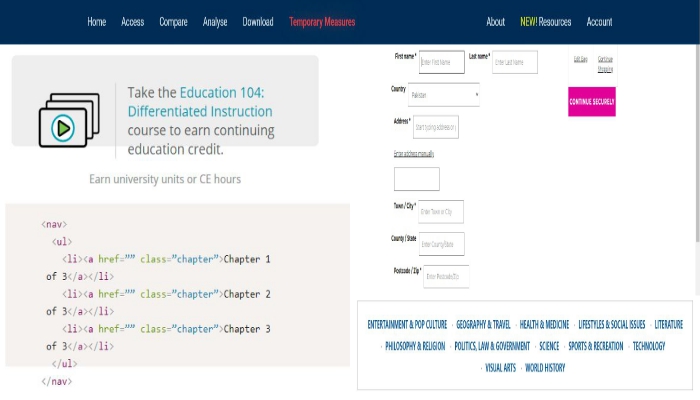 Home Access Compare Analyse Download Temporary Measures About NEW! Resources Account
Take the Education 104:
Differentiated Instruction
course to earn continuing
education credit.
Earn university units or CE hours
<nav>
<ul>
<li><a href="” class="chapter">Chapter 1
of 3</a></li>
<li><a href="” class="chapter">Chapter 2
of 3</a></li>
<li><a href="” class="chapter">Chapter 3
of 3</a></li>
</ul>
</nav>
First name * Enter First Name Last name * Enter Last Name
Country Pakistan
Address * Start typing address or
Enter address manually
Town / City * Enter Town or City
County / State Enter County/State
Postcode / Zip * Enter Postcode/Zip
Edit Bag Continue
Shopping
CONTINUE SECURELY
ENTERTAINMENT & POP CULTURE · GEOGRAPHY & TRAVEL · HEALTH & MEDICINE · LIFESTYLES & SOCIAL ISSUES · LITERATURE
· PHILOSOPHY & RELIGION · POLITICS, LAW & GOVERNMENT · SCIENCE · SPORTS & RECREATION · TECHNOLOGY
· VISUAL ARTS · WORLD HISTORY